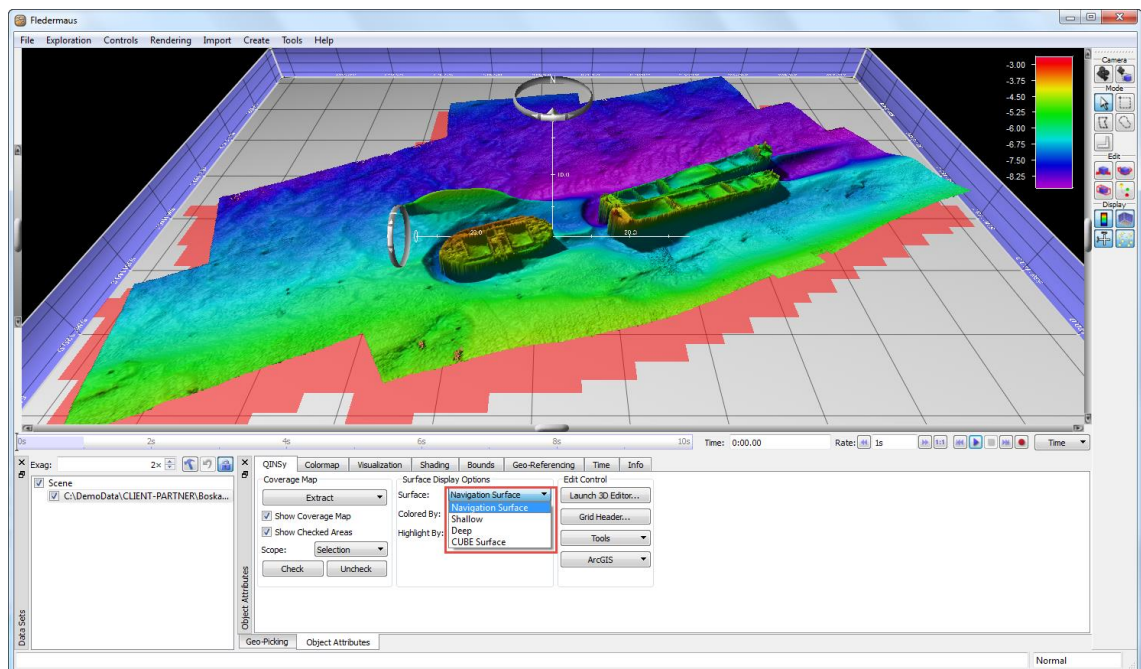 Fledermaus
File Exploration Controls Rendering Import Create Tools Help
-3.00
-3.75
-4.50
-5.25
-6.00
-6.75
-7.50
-8.25
N
10.0
20.0
20.0
Camera
Mode
Edit
Display
0s 2s 4s 6s 8s 10s Time: 0:00.00 Rate: 1s 1:1 Time
Exag: 2×
Scene
C:\DemoData\CLIENT-PARTNER\Boska...
Data Sets
Object Attributes
QINSy Colormap Visualization Shading Bounds Geo-Referencing Time Info
Coverage Map
Extract
Show Coverage Map
Show Checked Areas
Scope: Selection
Check Uncheck
Surface Display Options
Surface: Navigation Surface
Colored By:
Highlight By:
Navigation Surface
Shallow
Deep
CUBE Surface
Edit Control
Launch 3D Editor...
Grid Header...
Tools
ArcGIS
Geo-Picking Object Attributes
Normal